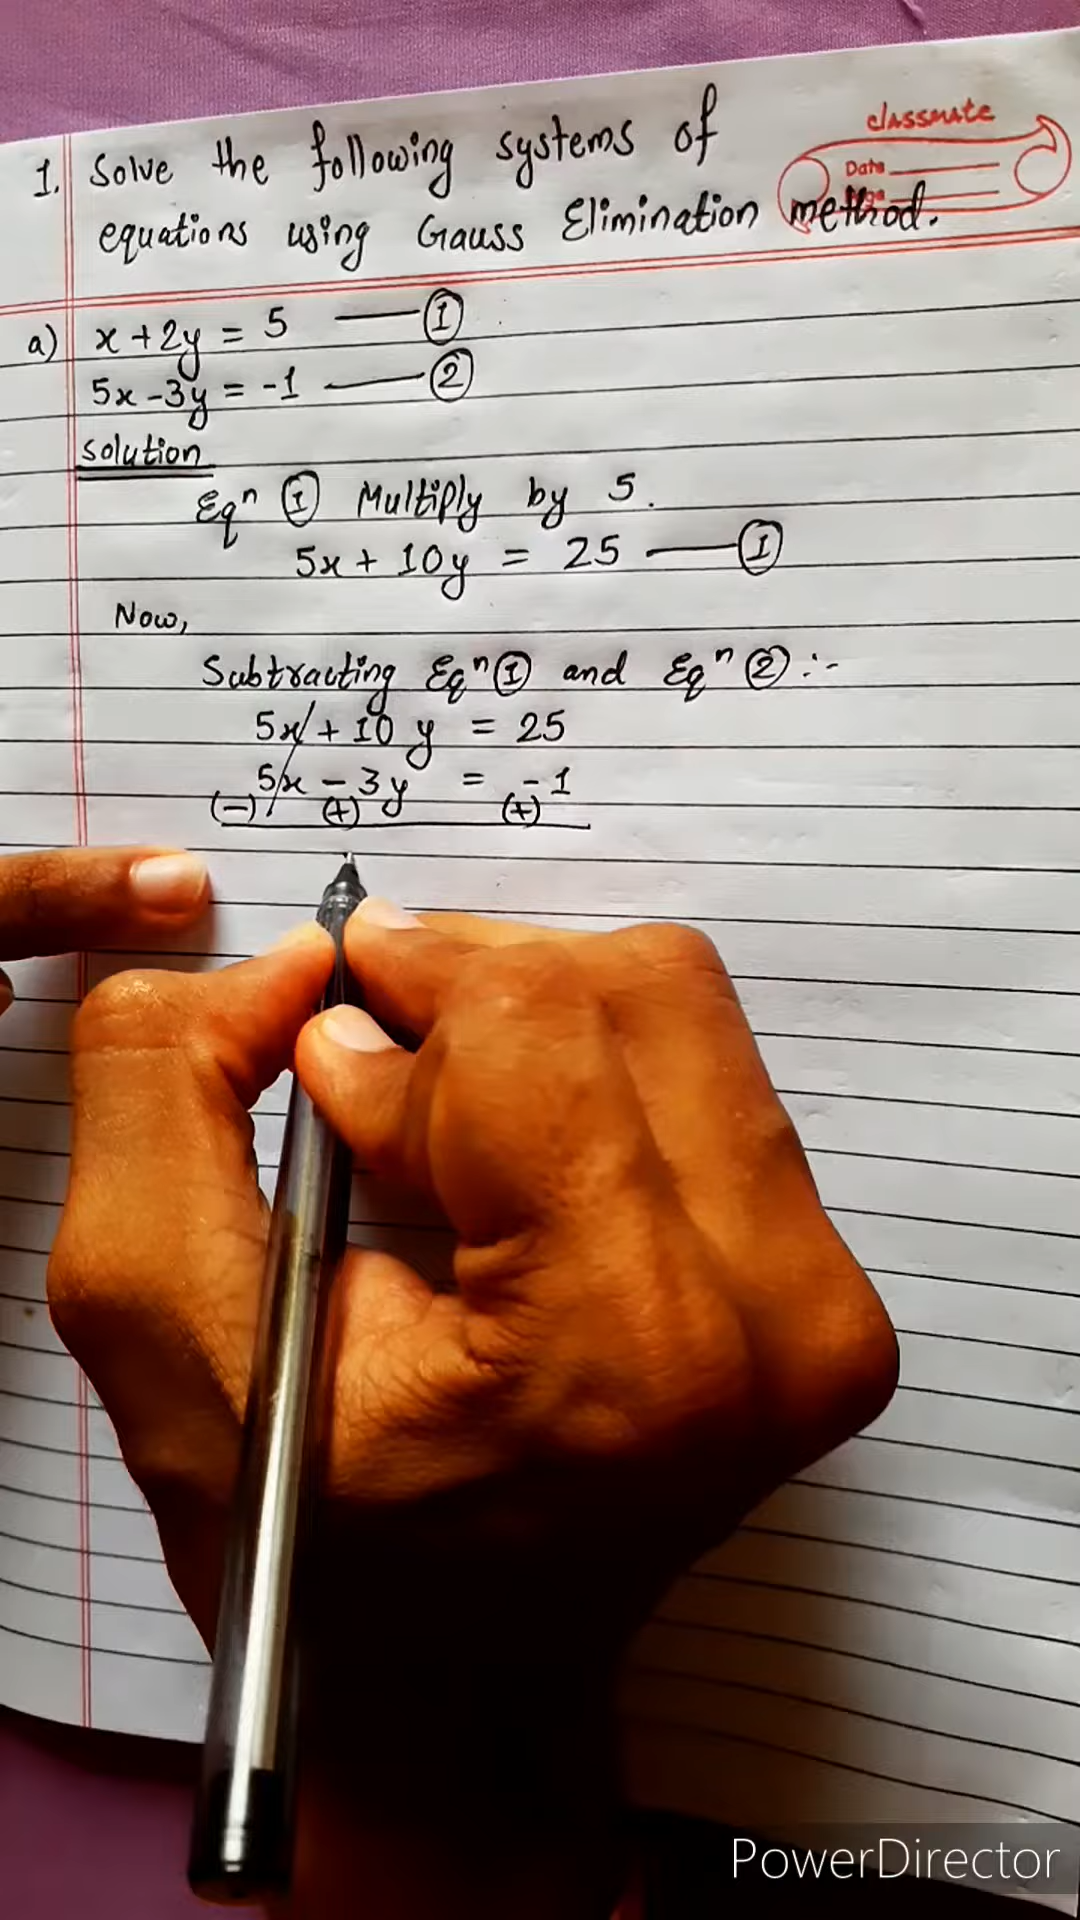 classmate
Date
1. Solve the following systems of
equations using Gauss Elimination method.
a) x + 2y = 5 —— ①
5x - 3y = -1 —— ②
Solution
Eqⁿ ① Multiply by 5.
5x + 10y = 25 —— ①
Now,
Subtracting Eqⁿ ① and Eqⁿ ② :-
5x + 10y = 25
5x - 3y = -1
(-) (+) (+)
PowerDirector